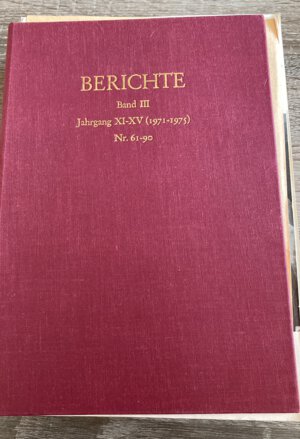 BERICHTE
Band III
Jahrgang XI-XV (1971-1975)
Nr. 61-90